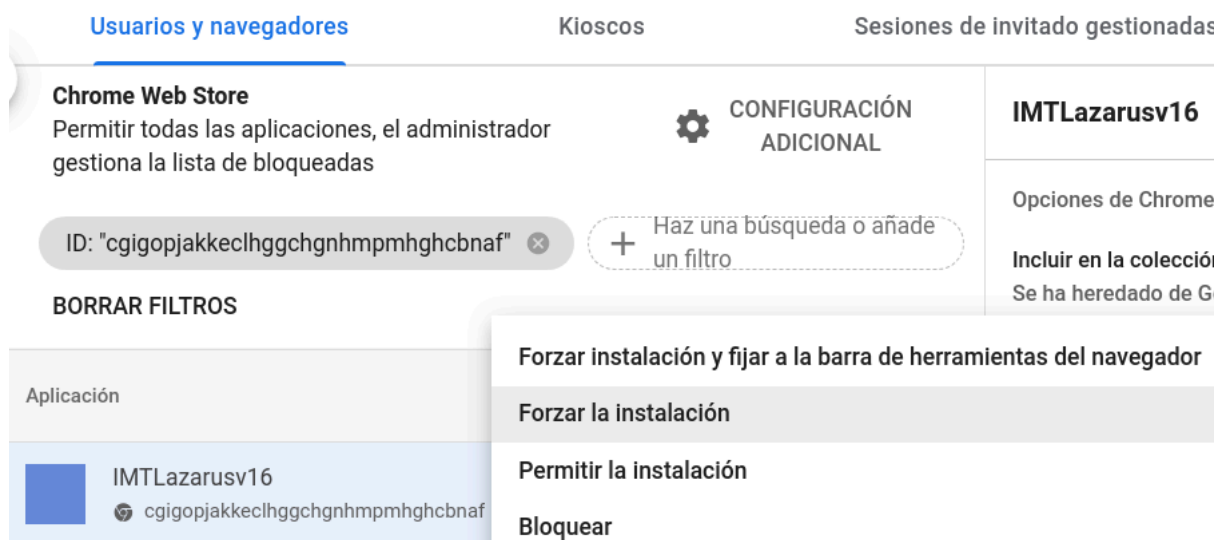 Usuarios y navegadores
Kioscos
Sesiones de invitado gestionadas
Chrome Web Store
Permitir todas las aplicaciones, el administrador
gestiona la lista de bloqueadas
CONFIGURACIÓN
ADICIONAL
IMTLazarusv16
Opciones de Chrome
ID: "cgigopjakkeclhggchgnhmpmhghcbnaf"
Haz una búsqueda o añade
un filtro
Incluir en la colección
Se ha heredado de G
BORRAR FILTROS
Forzar instalación y fijar a la barra de herramientas del navegador
Aplicación
Forzar la instalación
IMTLazarusv16
cgigopjakkeclhggchgnhmpmhghcbnaf
Permitir la instalación
Bloquear